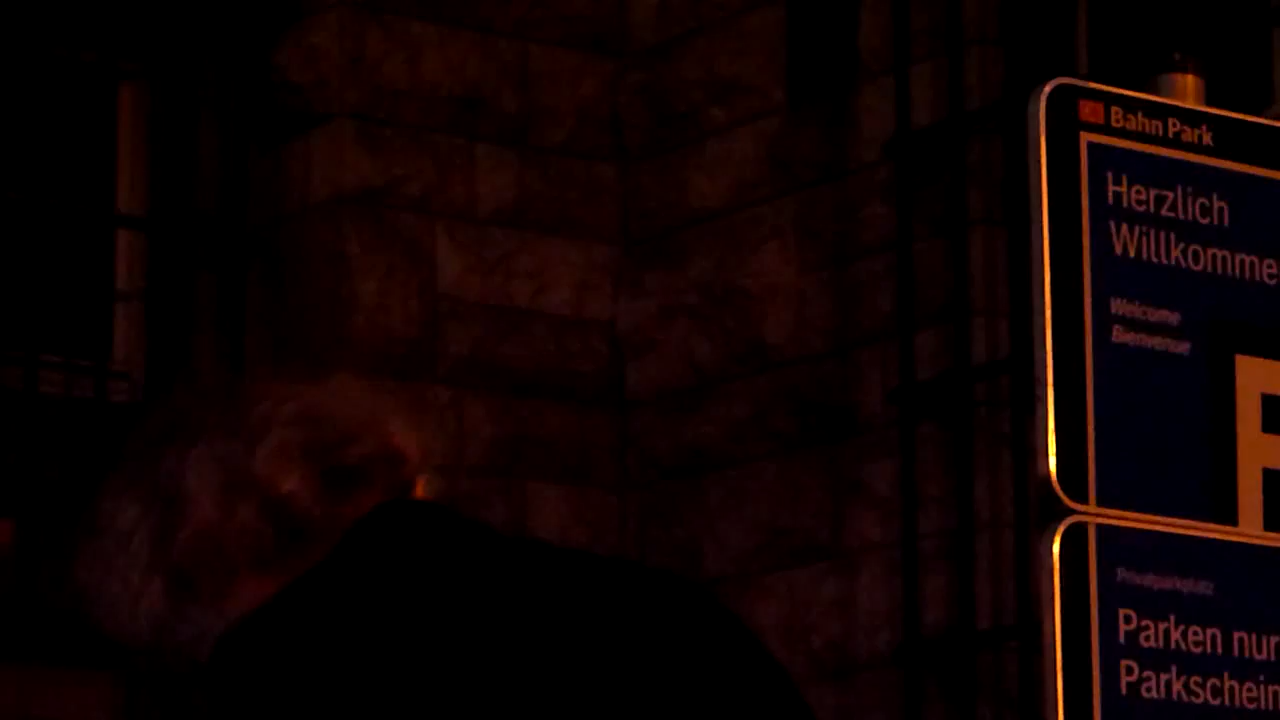 Bahn Park
Herzlich
Willkomme
Welcome
Bienvenue
P
Privatparkplatz
Parken nur
Parkschein